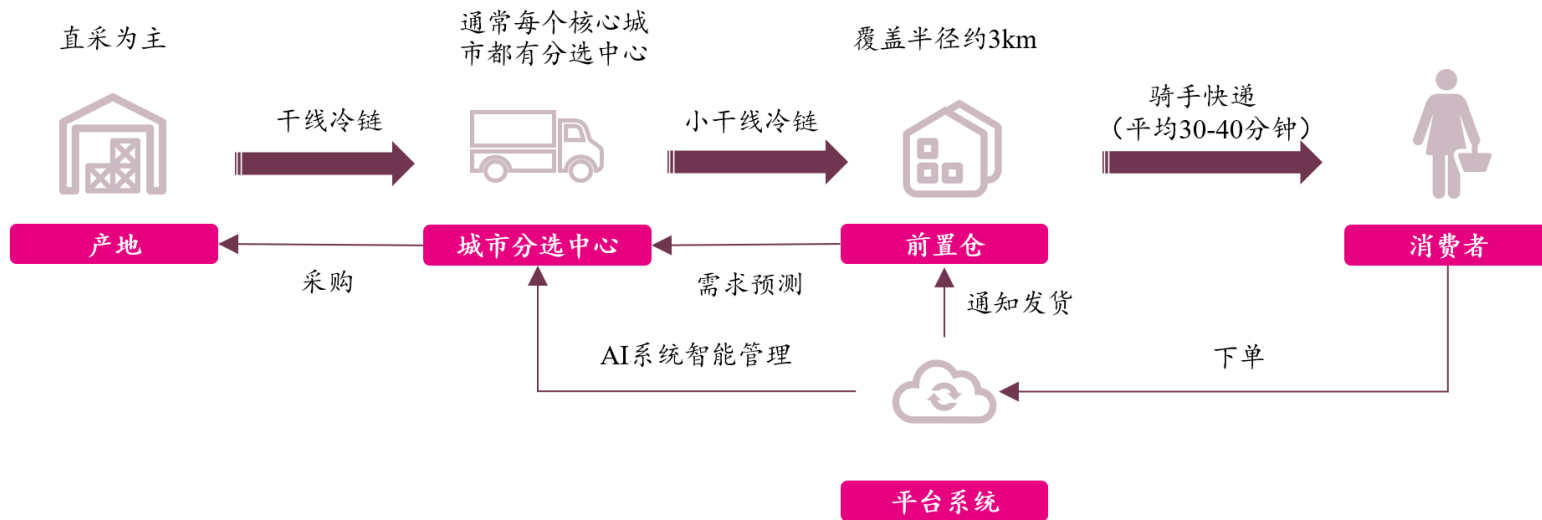 直采为主
通常每个核心城
市都有分选中心
覆盖半径约3km
干线冷链
小干线冷链
骑手快递
（平均30-40分钟）
产地
城市分选中心
前置仓
消费者
采购
需求预测
通知发货
AI系统智能管理
下单
平台系统